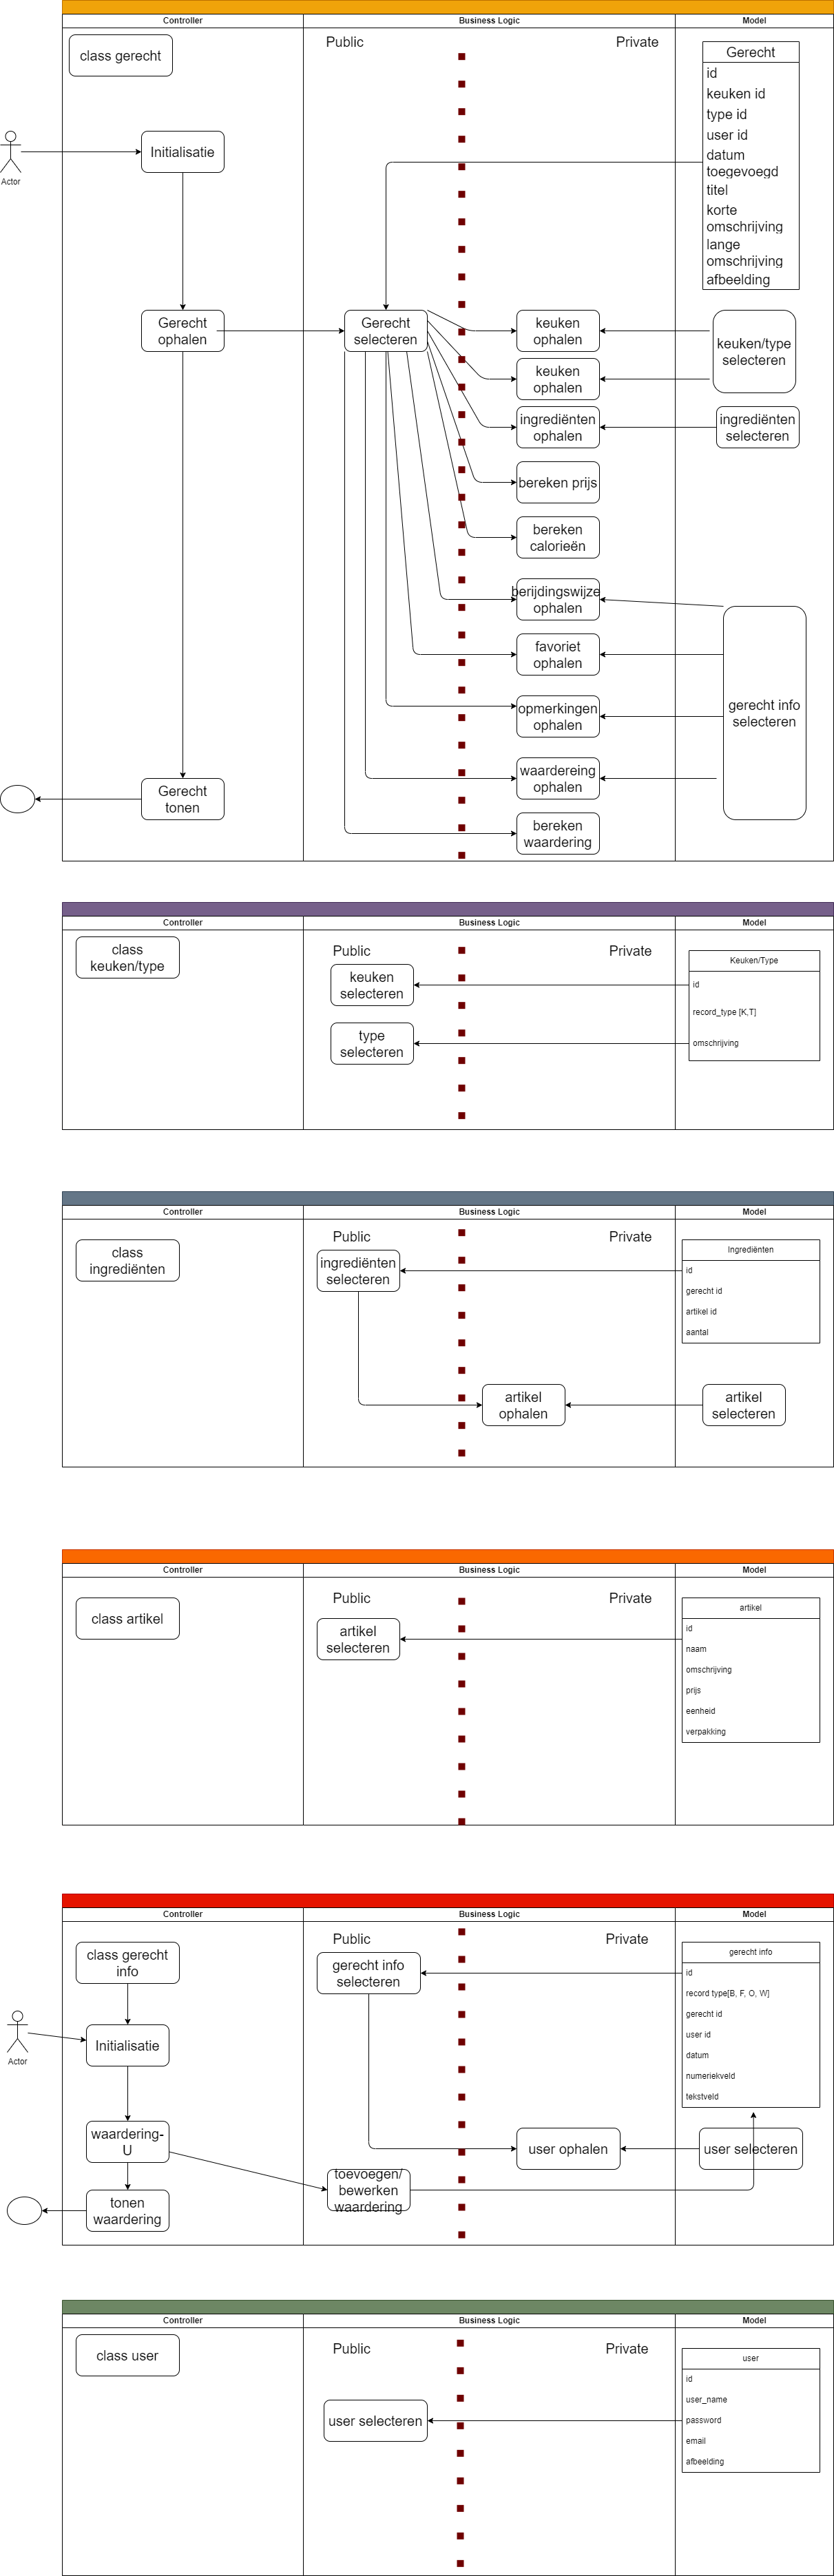 Controller
Business Logic
Model
class gerecht
Public
Private
Gerecht
id
keuken id
type id
user id
datum
toegevoegd
titel
korte
omschrijving
lange
omschrijving
afbeelding
Actor
Initialisatie
Gerecht
ophalen
Gerecht
selecteren
keuken
ophalen
keuken/type
selecteren
keuken
ophalen
ingrediënten
ophalen
ingrediënten
selecteren
bereken prijs
bereken
calorieën
berijdingswijze
ophalen
favoriet
ophalen
opmerkingen
ophalen
gerecht info
selecteren
waardereing
ophalen
Gerecht
tonen
bereken
waardering
Controller
Business Logic
Model
class
keuken/type
Public
Private
keuken
selecteren
type
selecteren
Keuken/Type
id
record_type [K,T]
omschrijving
Controller
Business Logic
Model
class
ingrediënten
Public
Private
ingrediënten
selecteren
Ingrediënten
id
gerecht id
artikel id
aantal
artikel
ophalen
artikel
selecteren
Controller
Business Logic
Model
class artikel
Public
Private
artikel
selecteren
artikel
id
naam
omschrijving
prijs
eenheid
verpakking
Controller
Business Logic
Model
class gerecht
info
Public
Private
gerecht info
selecteren
gerecht info
id
record type[B, F, O, W]
gerecht id
user id
datum
numeriekveld
tekstveld
Actor
Initialisatie
waardering-
U
user ophalen
user selecteren
toevoegen/
bewerken
waardering
tonen
waardering
Controller
Business Logic
Model
class user
Public
Private
user selecteren
user
id
user_name
password
email
afbeelding